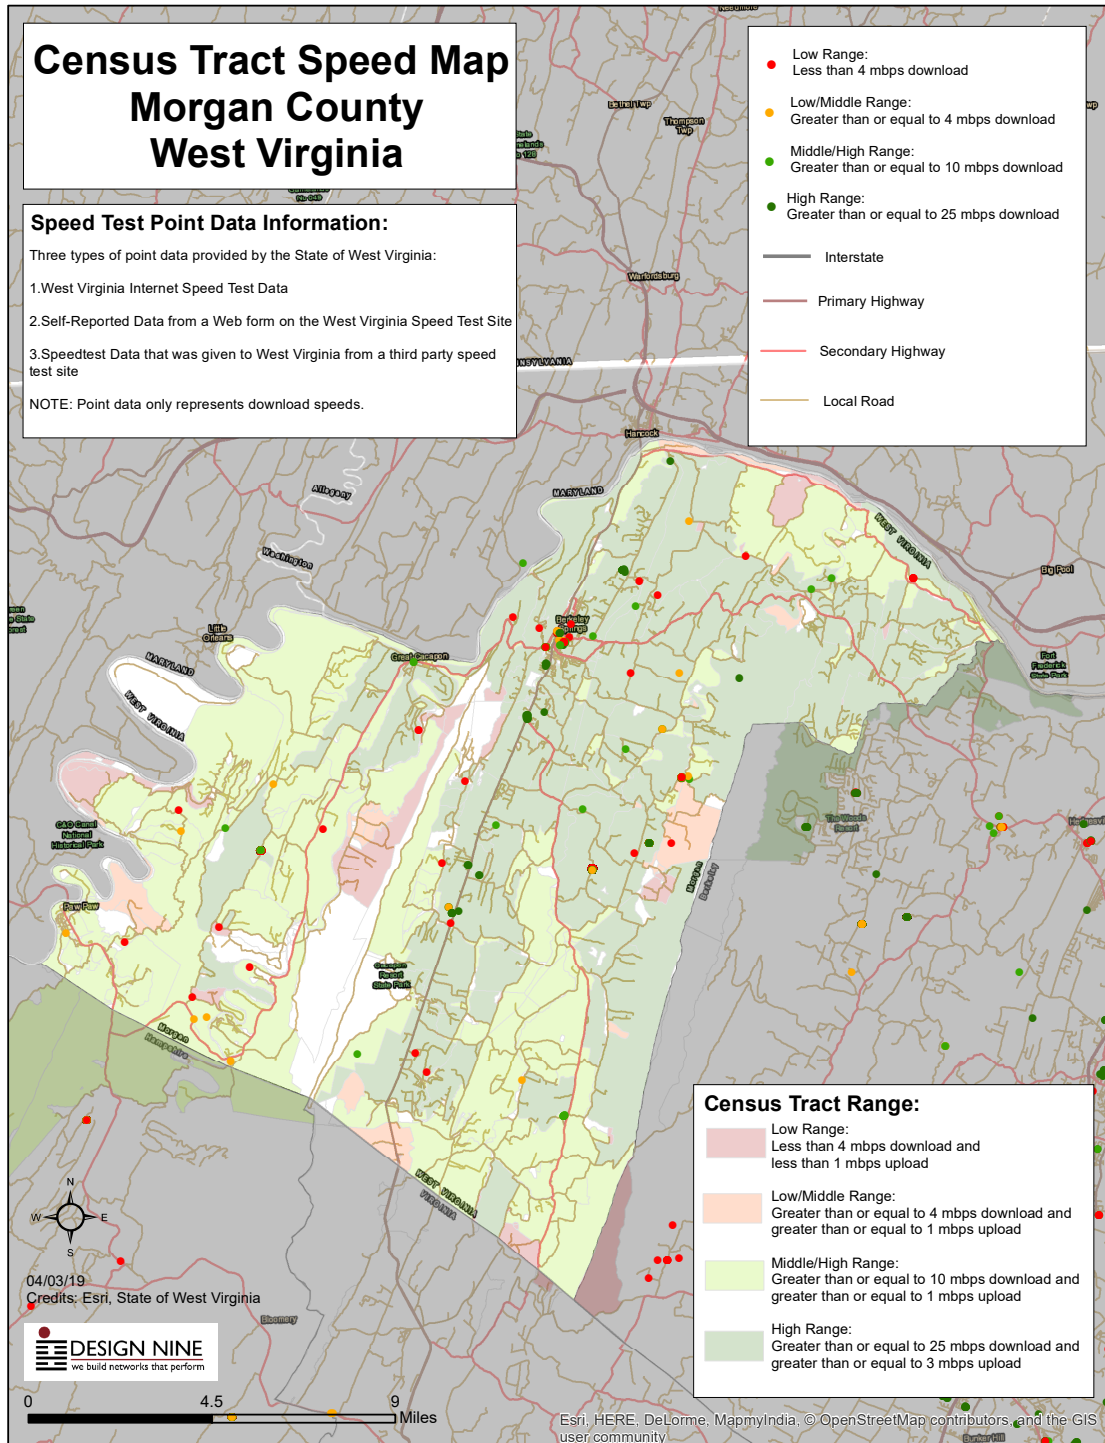 Needmore
Census Tract Speed Map
Morgan County
West Virginia
Low Range:
Less than 4 mbps download
Low/Middle Range:
Greater than or equal to 4 mbps download
Middle/High Range:
Greater than or equal to 10 mbps download
High Range:
Greater than or equal to 25 mbps download
Interstate
Primary Highway
Secondary Highway
Local Road
Bethel Twp
Thompson
Twp
Speed Test Point Data Information:
Three types of point data provided by the State of West Virginia:
1.West Virginia Internet Speed Test Data
2.Self-Reported Data from a Web form on the West Virginia Speed Test Site
3.Speedtest Data that was given to West Virginia from a third party speed
test site
NOTE: Point data only represents download speeds.
Warfordsburg
Hancock
Allegany
MARYLAND
Washington
WEST VIRGINIA
Big Pool
Little
Orleans
Berkeley
Springs
Great Cacapon
MARYLAND
WEST VIRGINIA
Fort
Frederick
State Park
C&O Canal
National
Historical Park
The Woods
Resort
Morgan
Berkeley
Paw Paw
Cacapon
Resort
State Park
Morgan
Hampshire
WEST VIRGINIA
VIRGINIA
Census Tract Range:
Low Range:
Less than 4 mbps download and
less than 1 mbps upload
Low/Middle Range:
Greater than or equal to 4 mbps download and
greater than or equal to 1 mbps upload
Middle/High Range:
Greater than or equal to 10 mbps download and
greater than or equal to 1 mbps upload
High Range:
Greater than or equal to 25 mbps download and
greater than or equal to 3 mbps upload
N
W E
S
04/03/19
Credits: Esri, State of West Virginia
Bloomery
DESIGN NINE
we build networks that perform
0 4.5 9
Miles
Esri, HERE, DeLorme, MapmyIndia, © OpenStreetMap contributors, and the GIS
user community
Bunker Hill